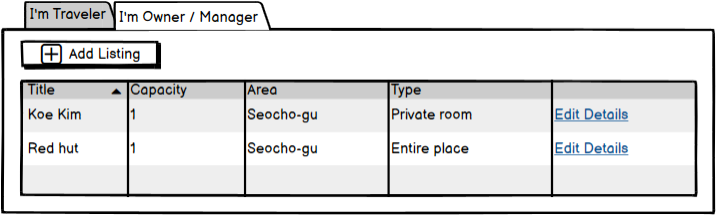 I'm Traveler I'm Owner / Manager
Add Listing
Title Capacity Area Type
Koe Kim 1 Seocho-gu Private room Edit Details
Red hut 1 Seocho-gu Entire place Edit Details